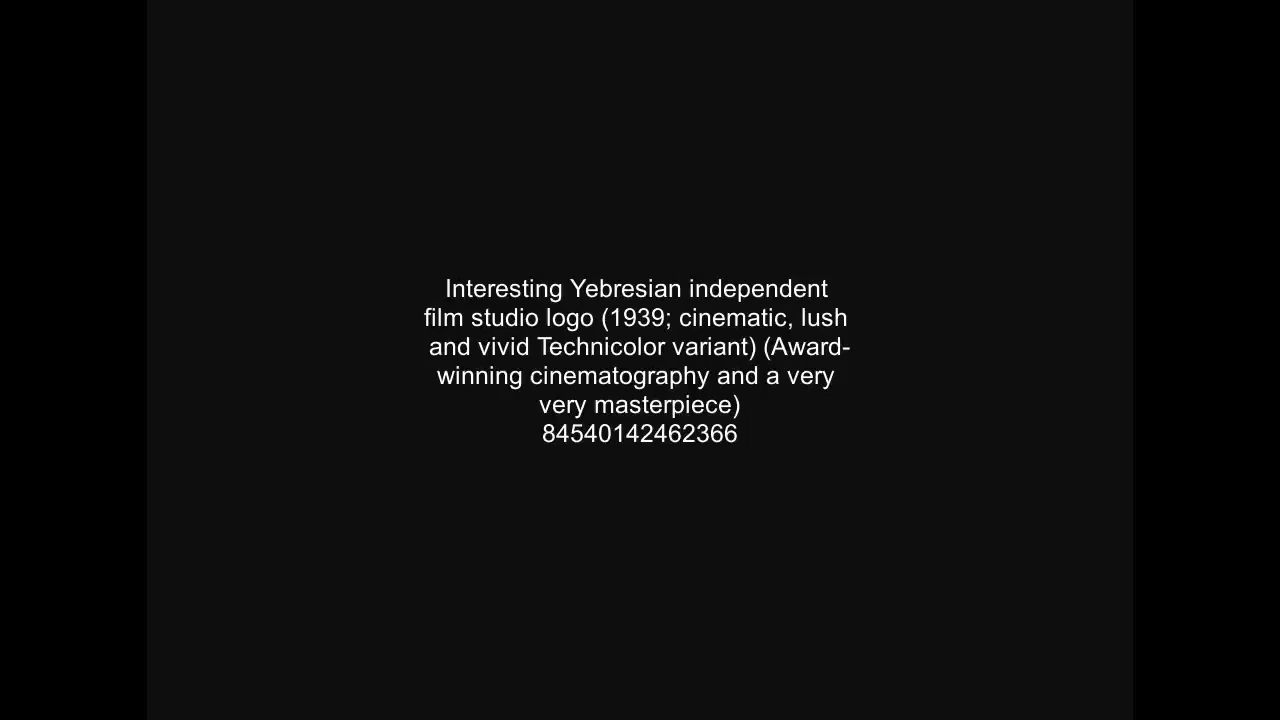 Interesting Yebresian independent
film studio logo (1939; cinematic, lush
and vivid Technicolor variant) (Award-
winning cinematography and a very
very masterpiece)
84540142462366